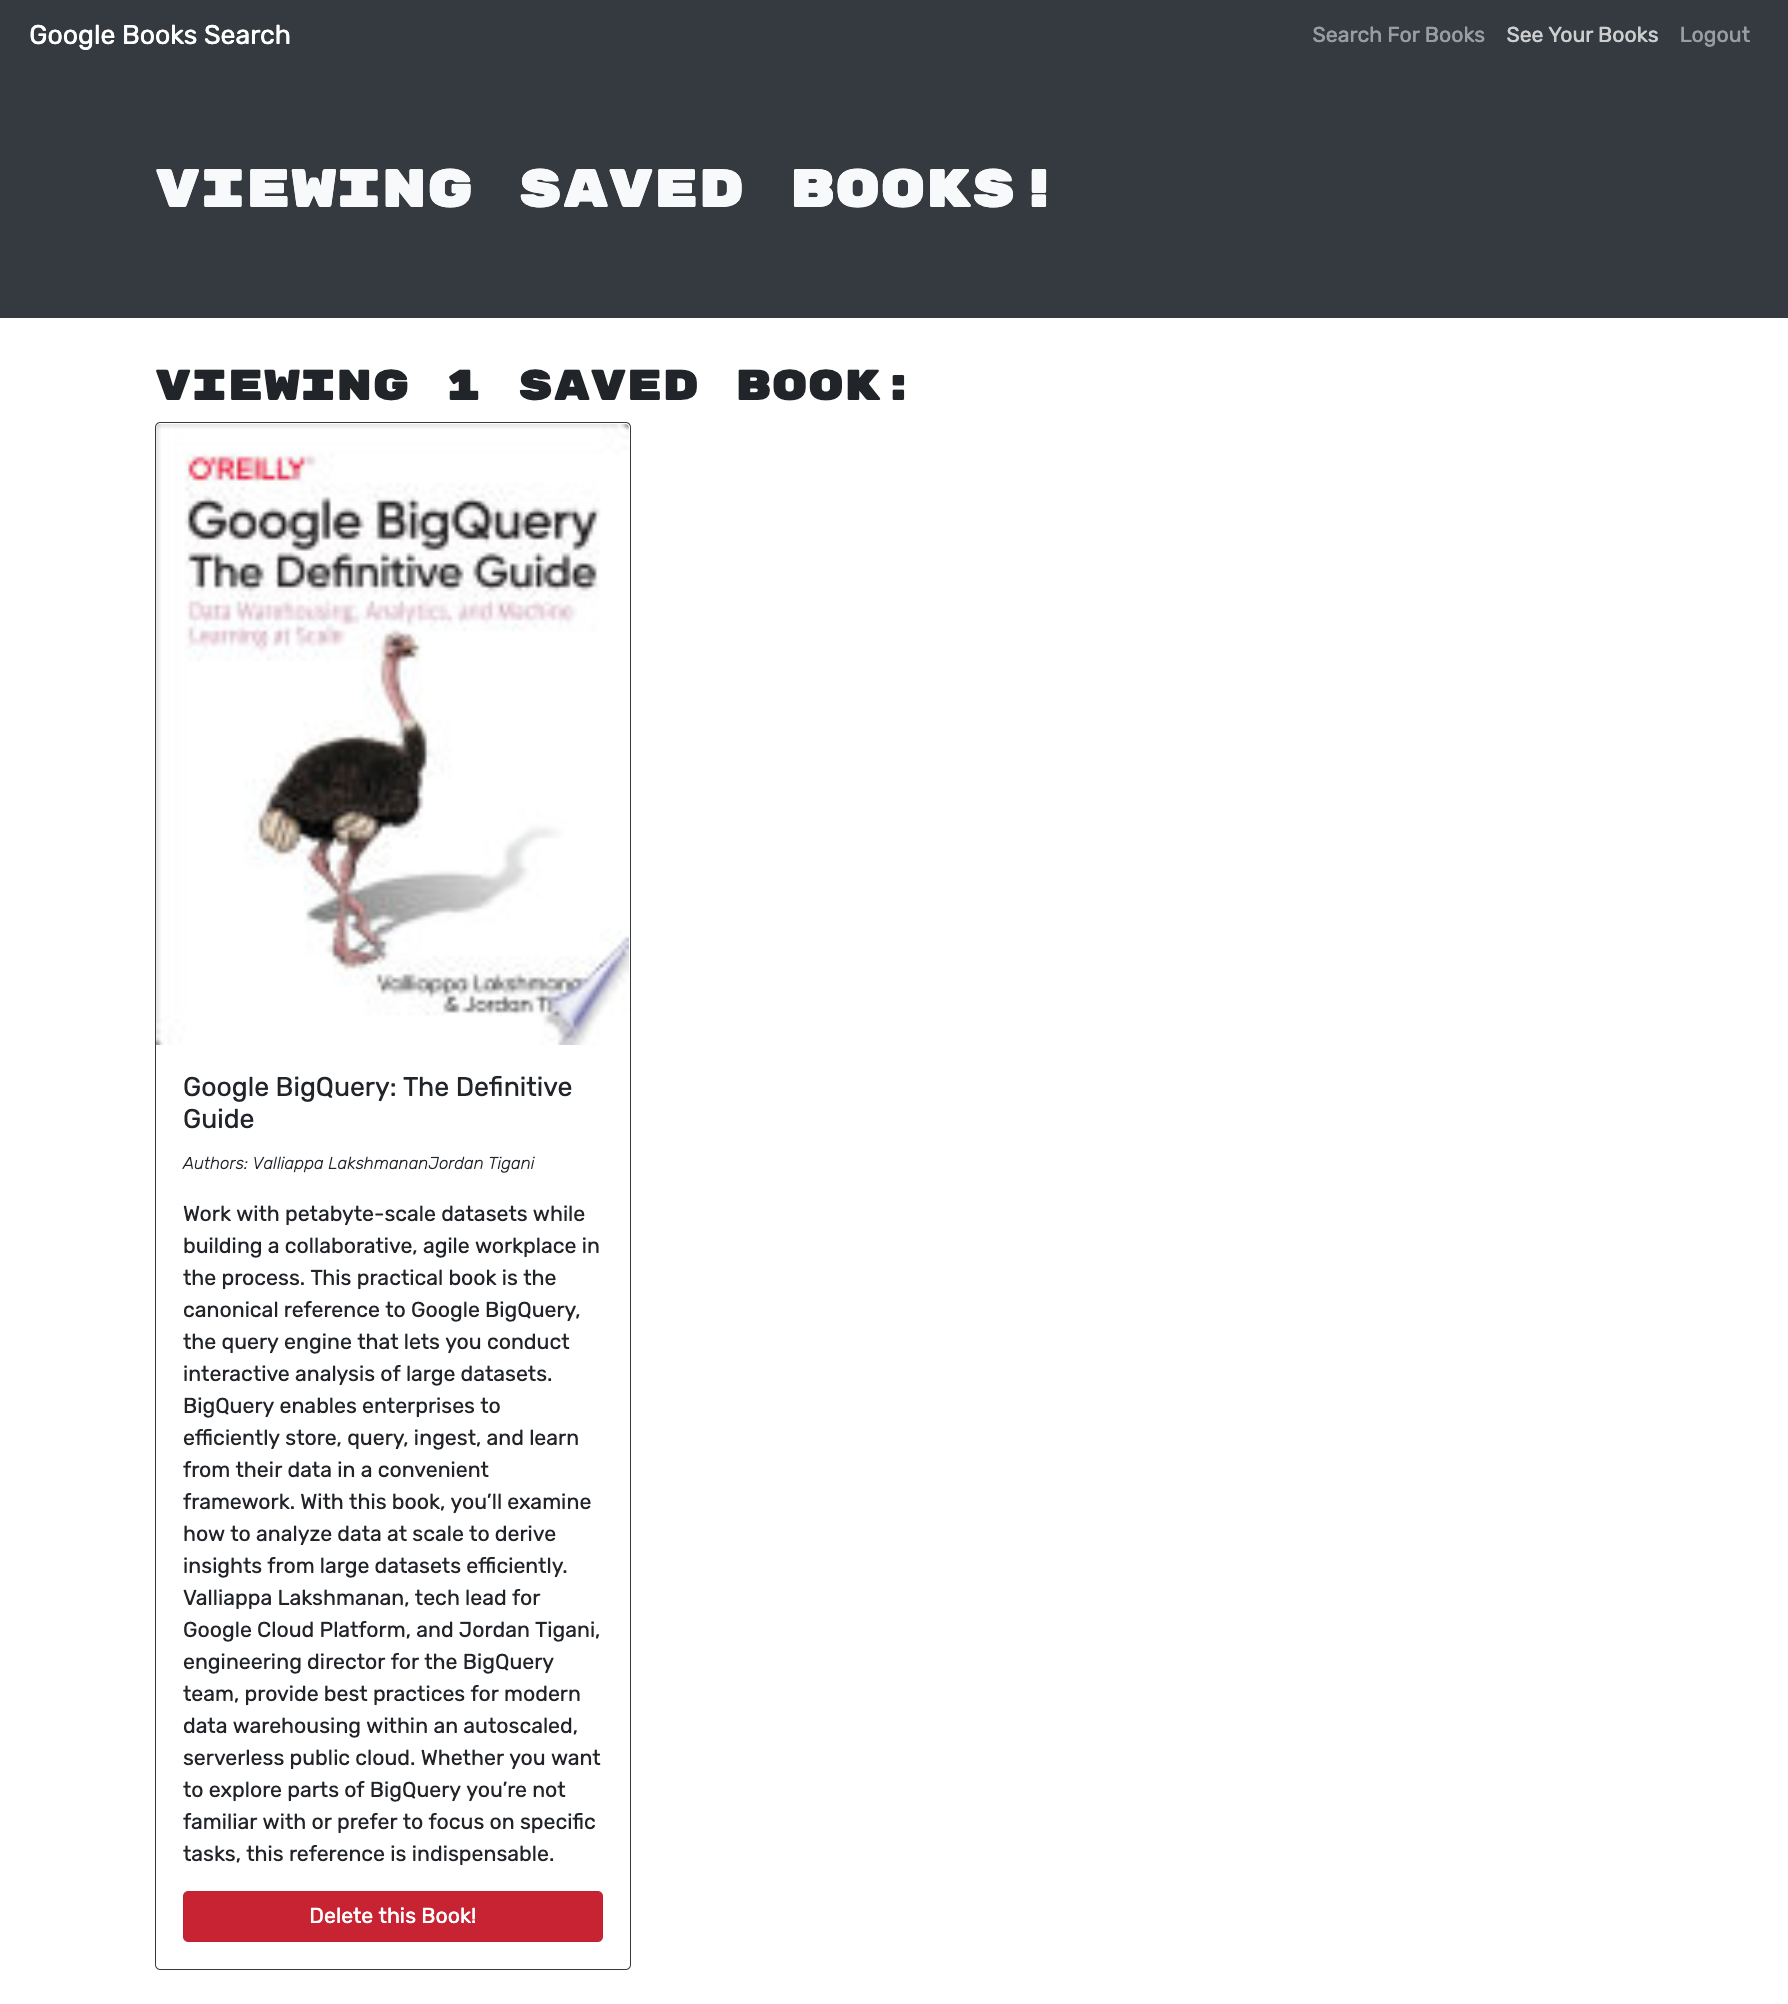 Google Books Search
Search For Books See Your Books Logout
VIEWING SAVED BOOKS!
VIEWING 1 SAVED BOOK:
O'REILLY®
Google BigQuery
The Definitive Guide
Data Warehousing, Analytics, and Machine
Learning at Scale
Valliappa Lakshmanan
& Jordan Ti
Google BigQuery: The Definitive
Guide
Authors: Valliappa LakshmananJordan Tigani
Work with petabyte-scale datasets while
building a collaborative, agile workplace in
the process. This practical book is the
canonical reference to Google BigQuery,
the query engine that lets you conduct
interactive analysis of large datasets.
BigQuery enables enterprises to
efficiently store, query, ingest, and learn
from their data in a convenient
framework. With this book, you’ll examine
how to analyze data at scale to derive
insights from large datasets efficiently.
Valliappa Lakshmanan, tech lead for
Google Cloud Platform, and Jordan Tigani,
engineering director for the BigQuery
team, provide best practices for modern
data warehousing within an autoscaled,
serverless public cloud. Whether you want
to explore parts of BigQuery you’re not
familiar with or prefer to focus on specific
tasks, this reference is indispensable.
Delete this Book!